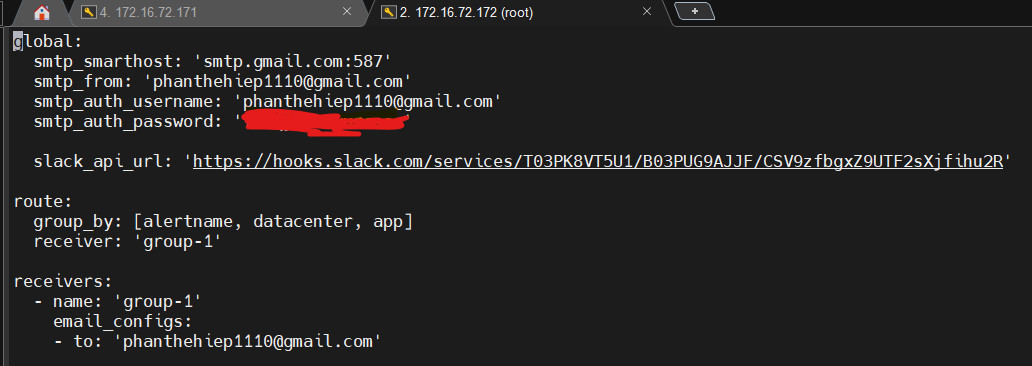 4. 172.16.72.171
2. 172.16.72.172 (root)
global:
smtp_smarthost: 'smtp.gmail.com:587'
smtp_from: 'phanthehiep1110@gmail.com'
smtp_auth_username: 'phanthehiep1110@gmail.com'
smtp_auth_password: '
slack_api_url: 'https://hooks.slack.com/services/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'
route:
group_by: [alertname, datacenter, app]
receiver: 'group-1'
receivers:
- name: 'group-1'
email_configs:
- to: 'phanthehiep1110@gmail.com'